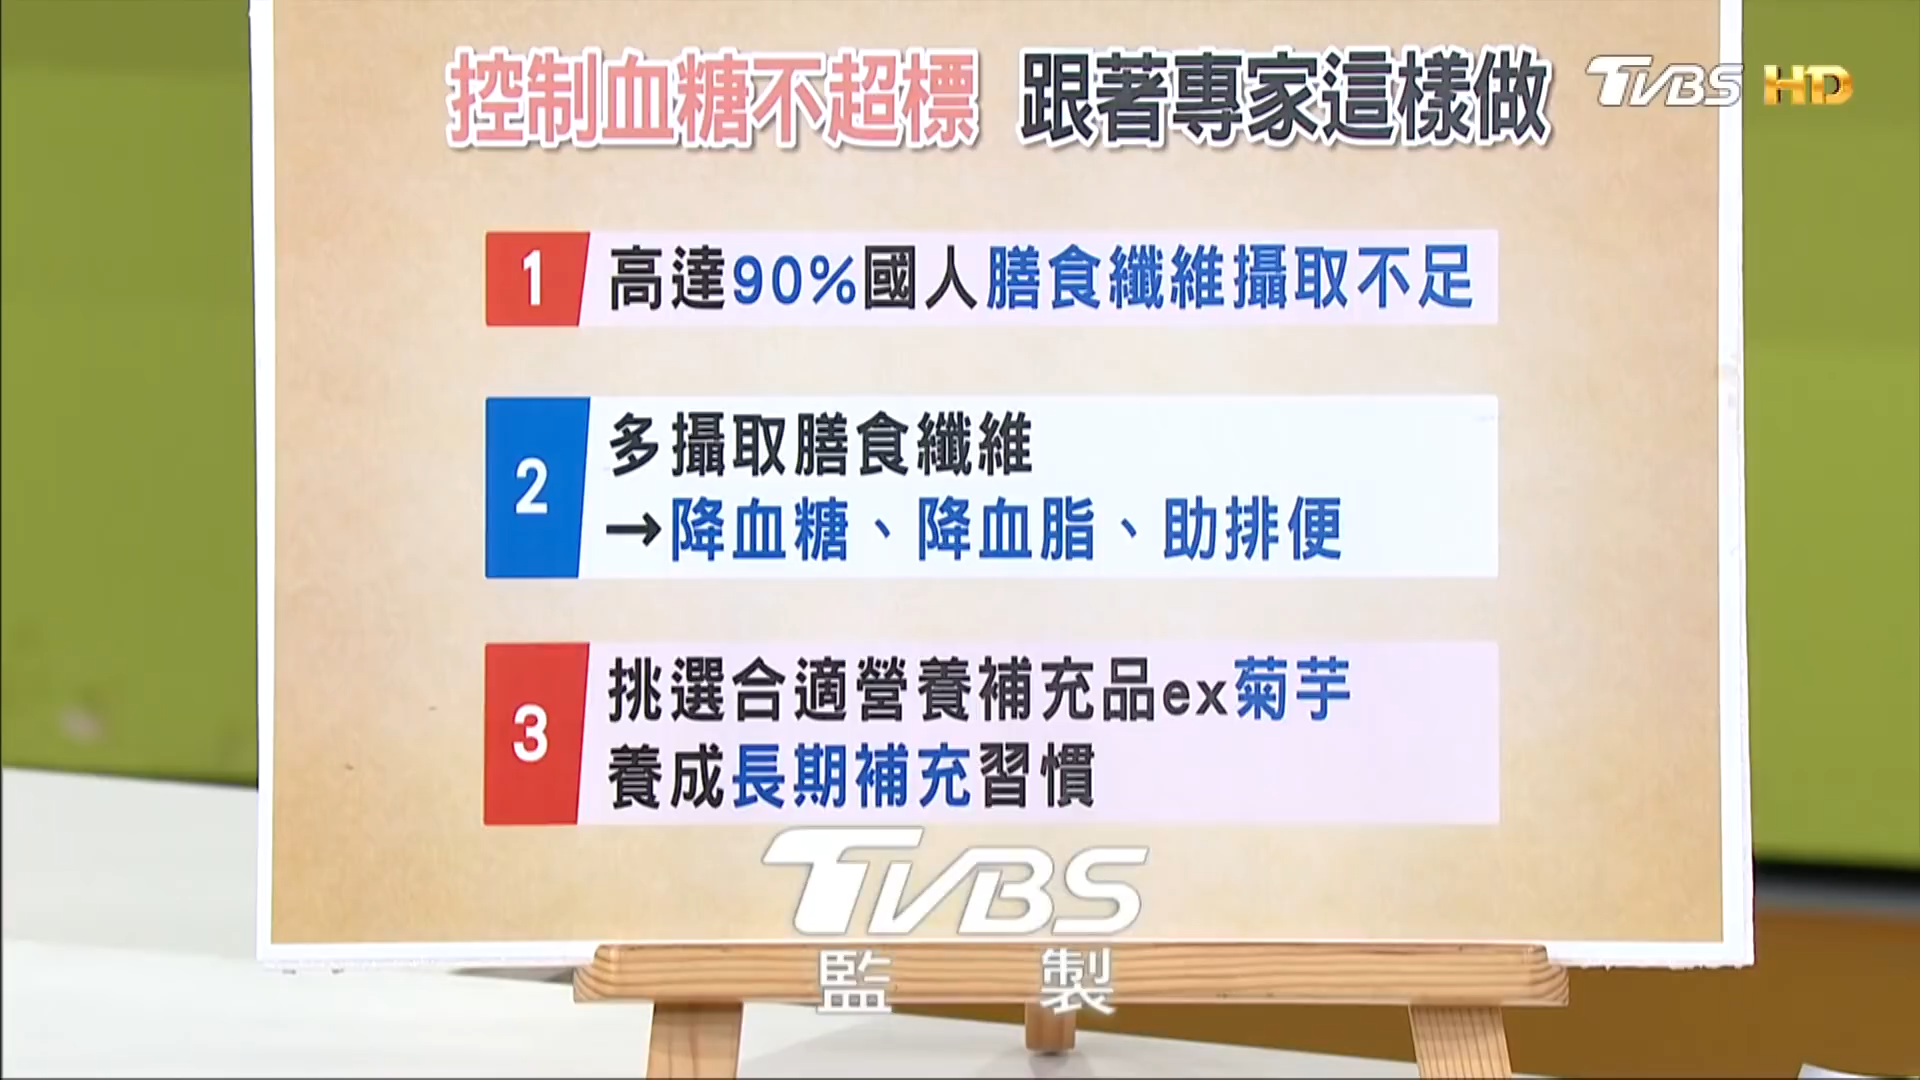 控制血糖不超標 跟著專家這樣做
TVBS HD
1 高達90%國人膳食纖維攝取不足
2 多攝取膳食纖維
→降血糖、降血脂、助排便
3 挑選合適營養補充品ex菊芋
養成長期補充習慣
TVBS
監製